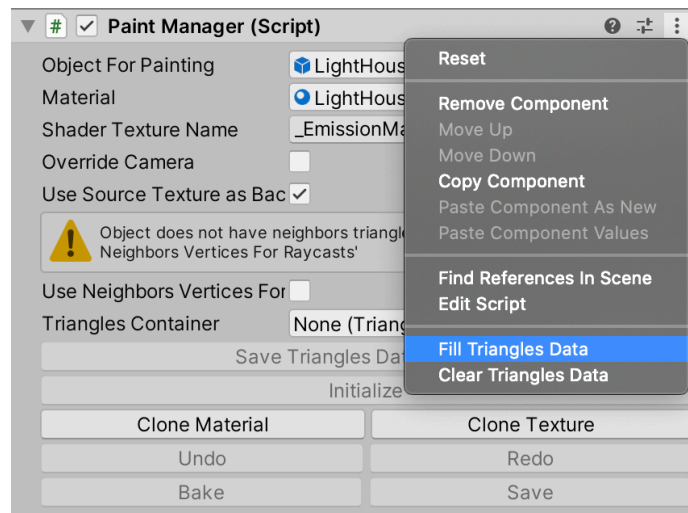 Paint Manager (Script)
Object For Painting
LightHous
Material
LightHous
Shader Texture Name
_EmissionMa
Override Camera
Use Source Texture as Bac
Object does not have neighbors triangle
Neighbors Vertices For Raycasts'
Use Neighbors Vertices For
Triangles Container
None (Triang
Save Triangles Dat
Initialize
Clone Material
Clone Texture
Undo
Redo
Bake
Save
Reset
Remove Component
Move Up
Move Down
Copy Component
Paste Component As New
Paste Component Values
Find References In Scene
Edit Script
Fill Triangles Data
Clear Triangles Data